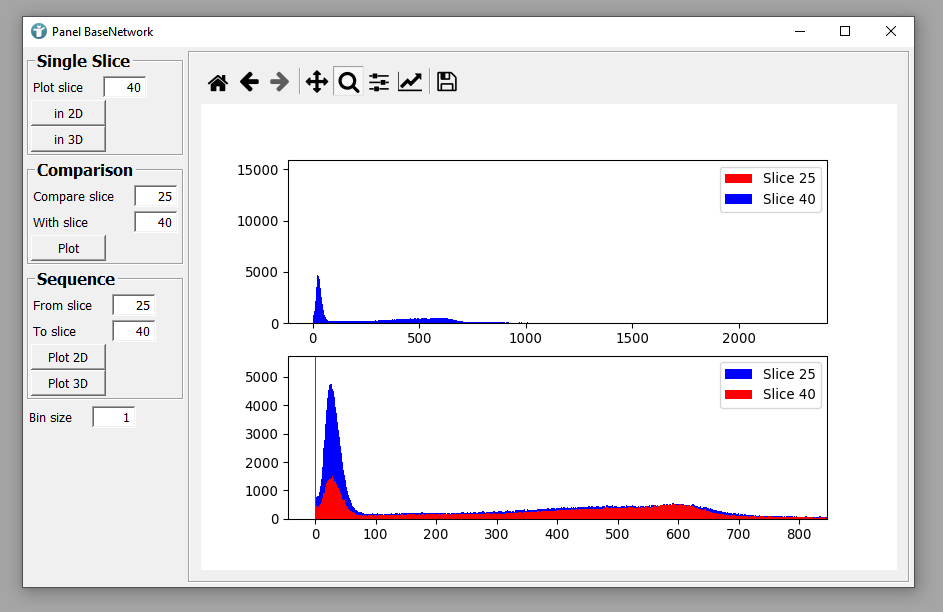 Panel BaseNetwork
Single Slice
Plot slice 40
in 2D
in 3D
Comparison
Compare slice 25
With slice 40
Plot
Sequence
From slice 25
To slice 40
Plot 2D
Plot 3D
Bin size 1
15000
10000
5000
0
0 500 1000 1500 2000
Slice 25
Slice 40
5000
4000
3000
2000
1000
0
0 100 200 300 400 500 600 700 800
Slice 25
Slice 40